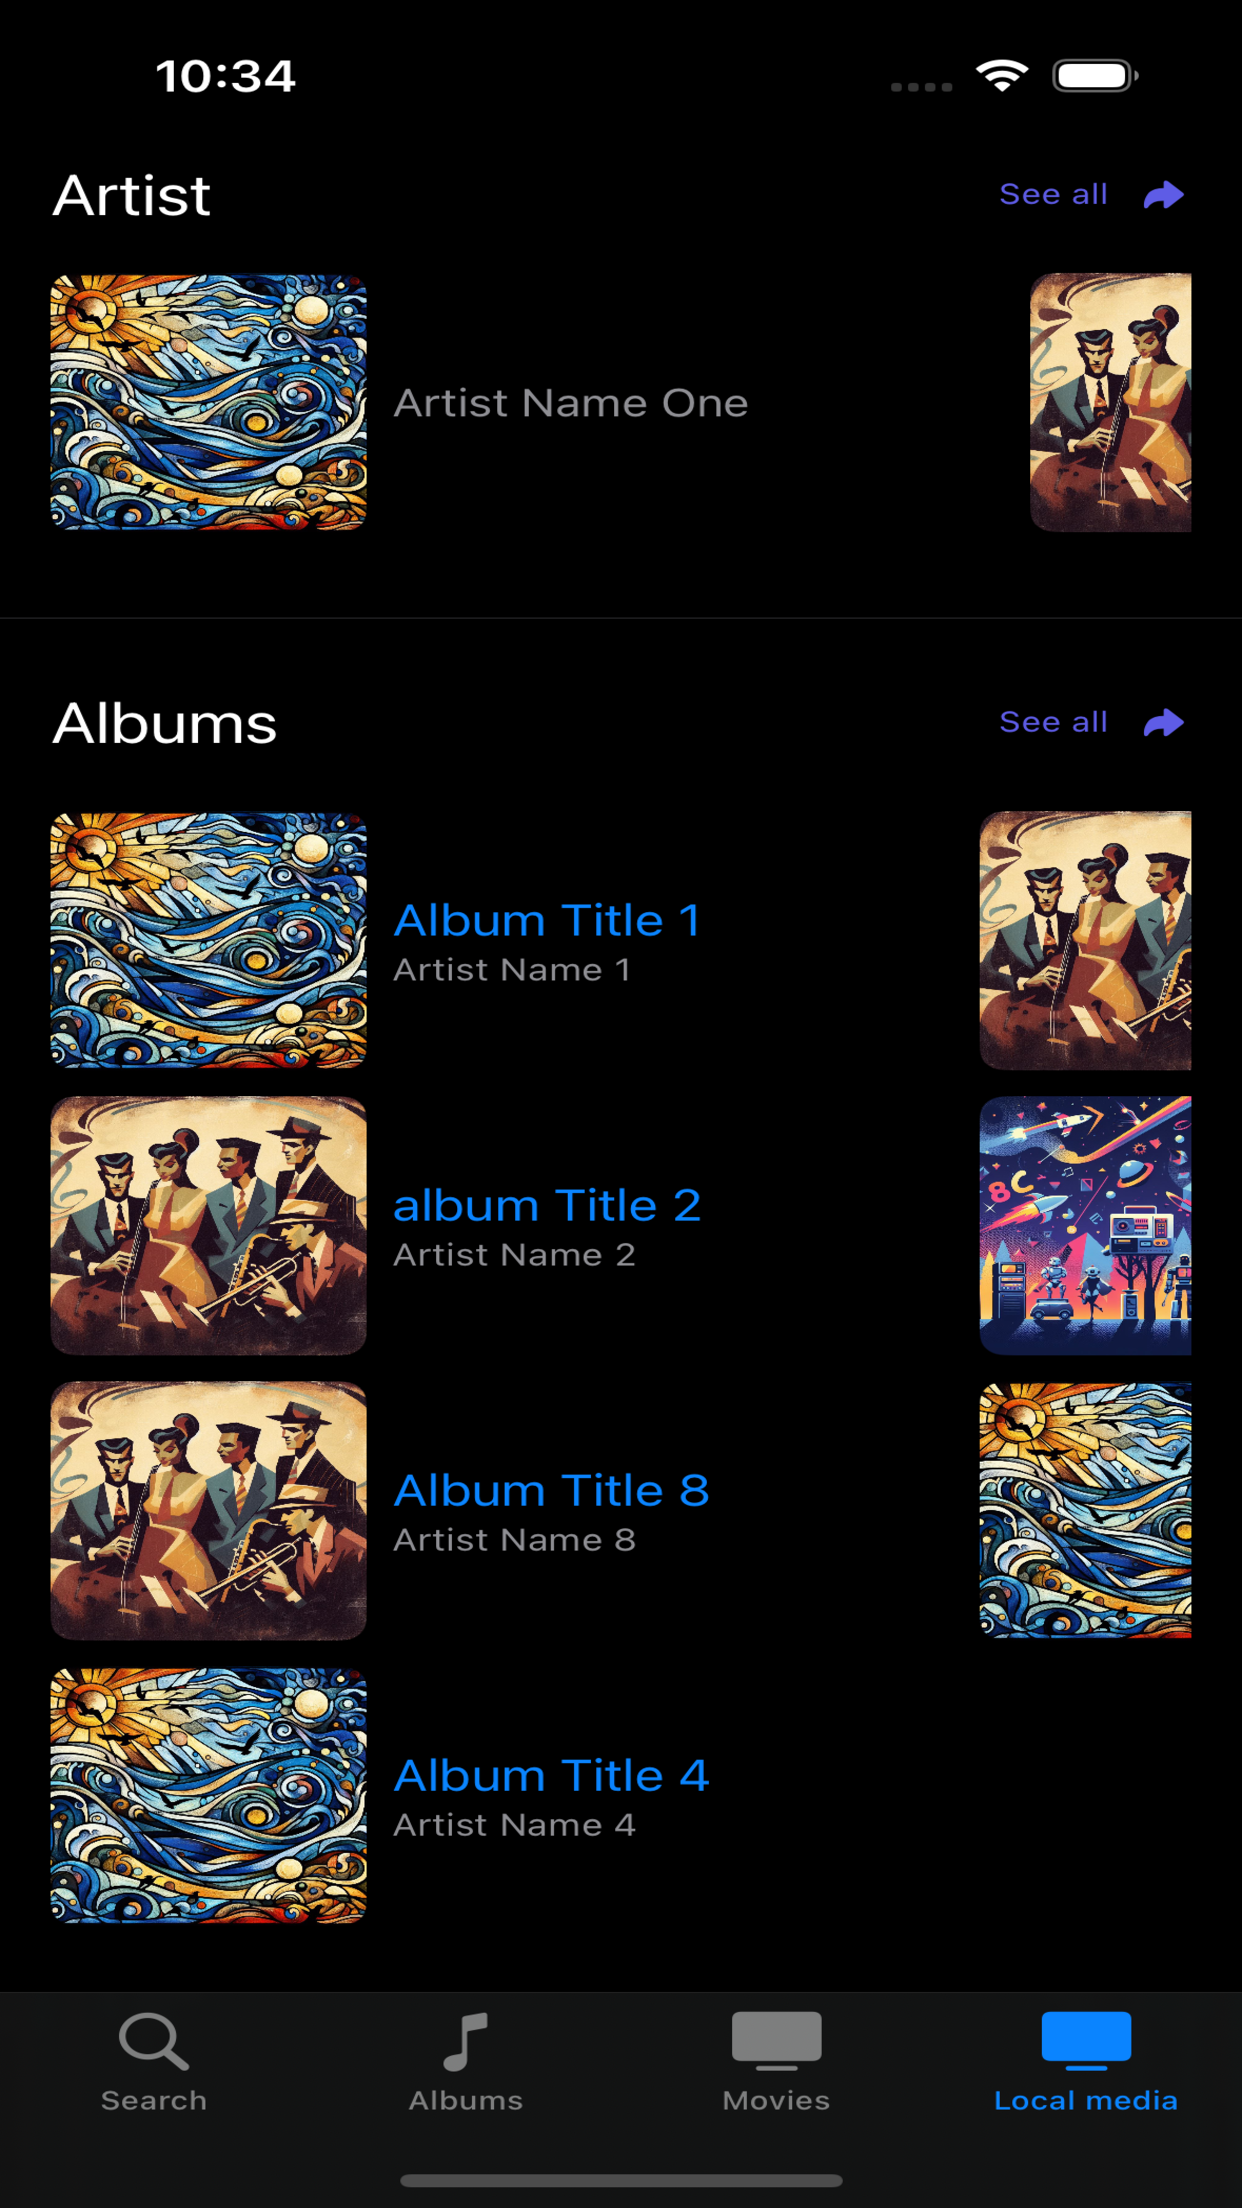 10:34
Artist
See all
Artist Name One
Albums
See all
Album Title 1
Artist Name 1
album Title 2
Artist Name 2
8C
Album Title 8
Artist Name 8
Album Title 4
Artist Name 4
Search
Albums
Movies
Local media